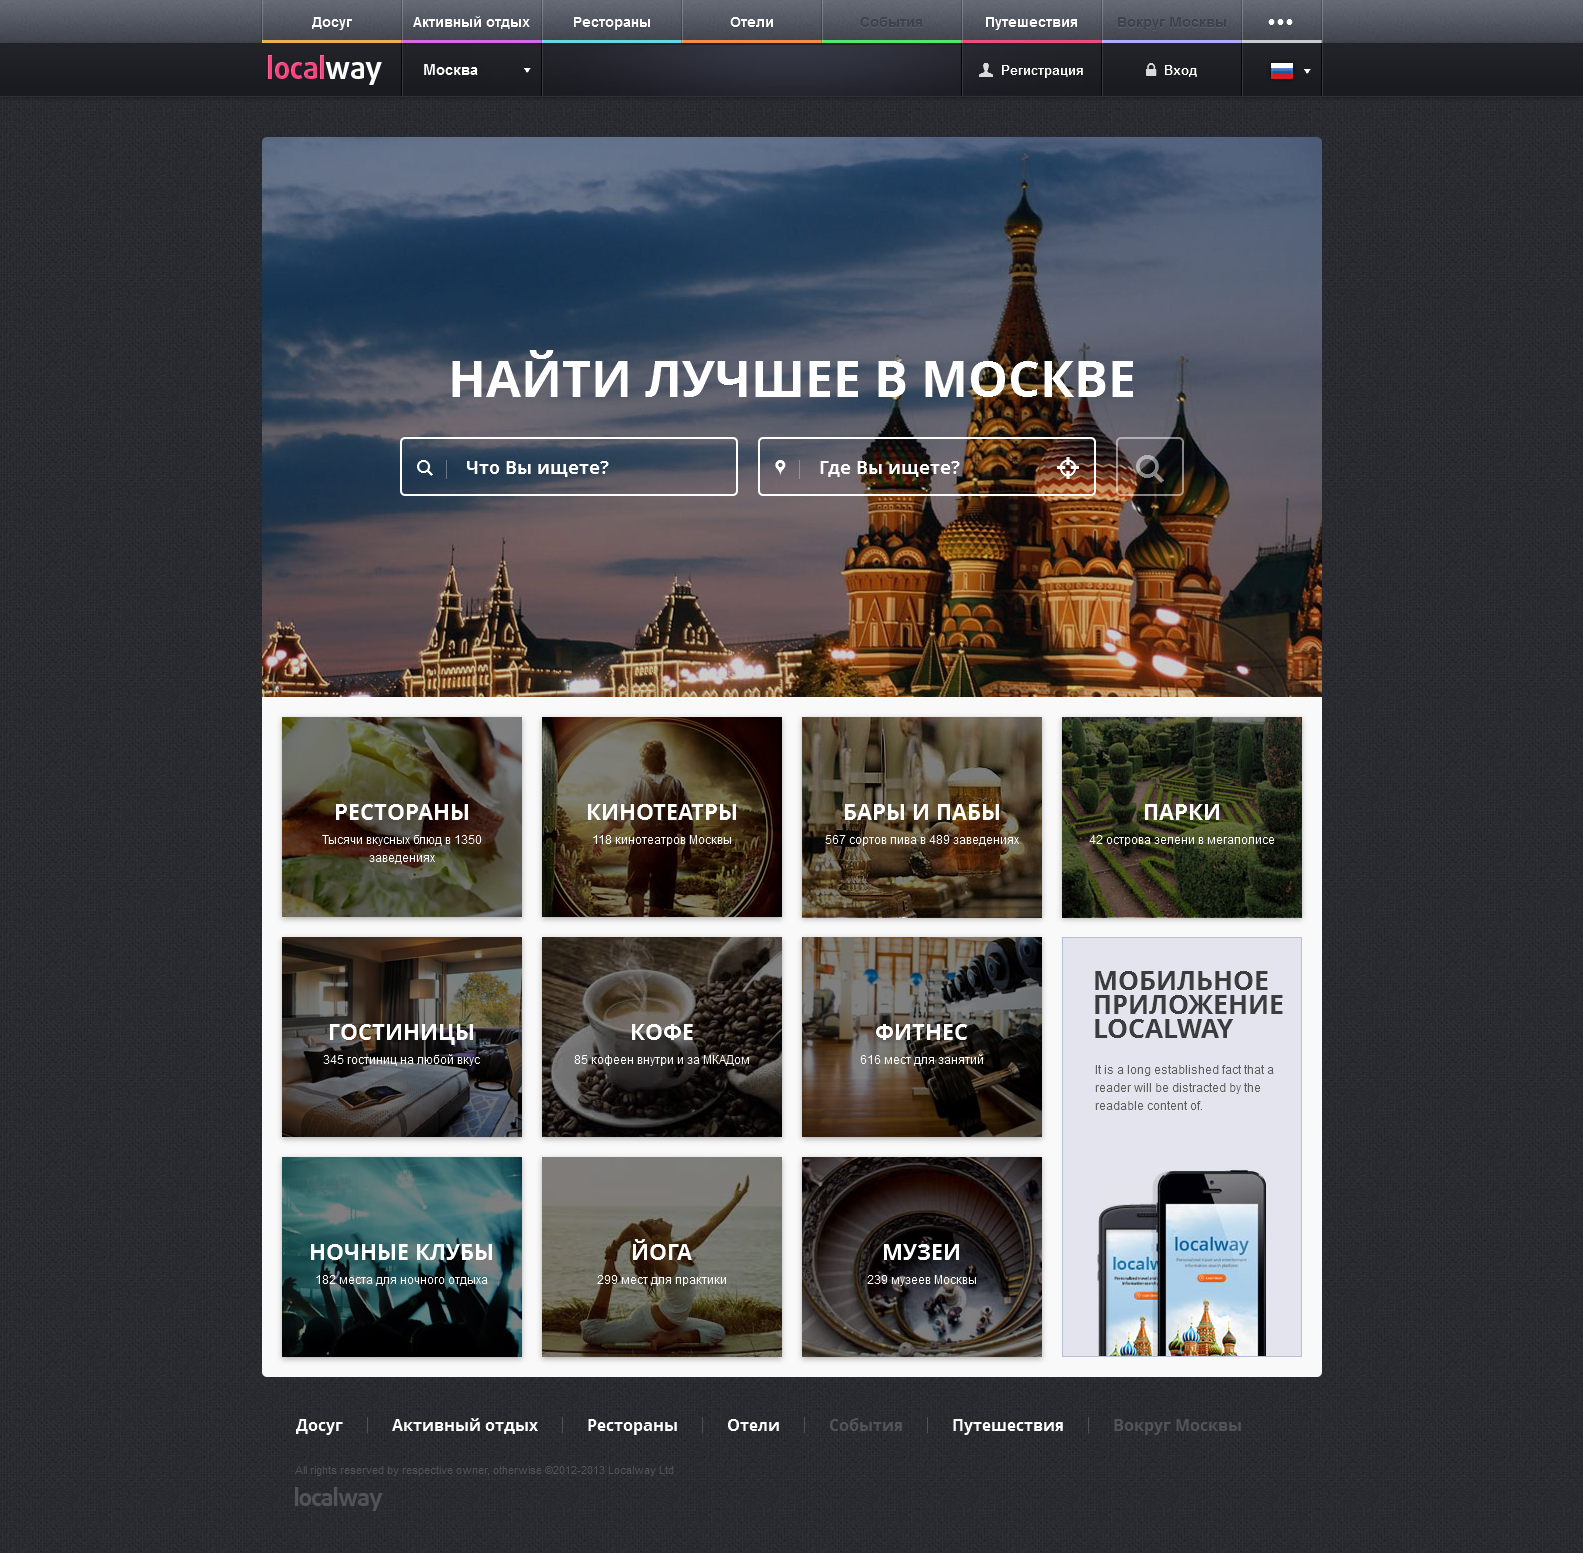 Досуг
Активный отдых
Рестораны
Отели
События
Путешествия
Вокруг Москвы
localway
Москва
Регистрация
Вход
НАЙТИ ЛУЧШЕЕ В МОСКВЕ
Что Вы ищете?
Где Вы ищете?
РЕСТОРАНЫ
Тысячи вкусных блюд в 1350
заведениях
КИНОТЕАТРЫ
118 кинотеатров Москвы
БАРЫ И ПАБЫ
567 сортов пива в 489 заведениях
ПАРКИ
42 острова зелени в мегаполисе
ГОСТИНИЦЫ
345 гостиниц на любой вкус
КОФЕ
85 кофеен внутри и за МКАДом
ФИТНЕС
616 мест для занятий
МОБИЛЬНОЕ
ПРИЛОЖЕНИЕ
LOCALWAY
It is a long established fact that a
reader will be distracted by the
readable content of.
НОЧНЫЕ КЛУБЫ
182 места для ночного отдыха
ЙОГА
299 мест для практики
МУЗЕИ
239 музеев Москвы
localway
Досуг
Активный отдых
Рестораны
Отели
События
Путешествия
Вокруг Москвы
All rights reserved by respective owner, otherwise ©2012-2013 Localway Ltd
localway